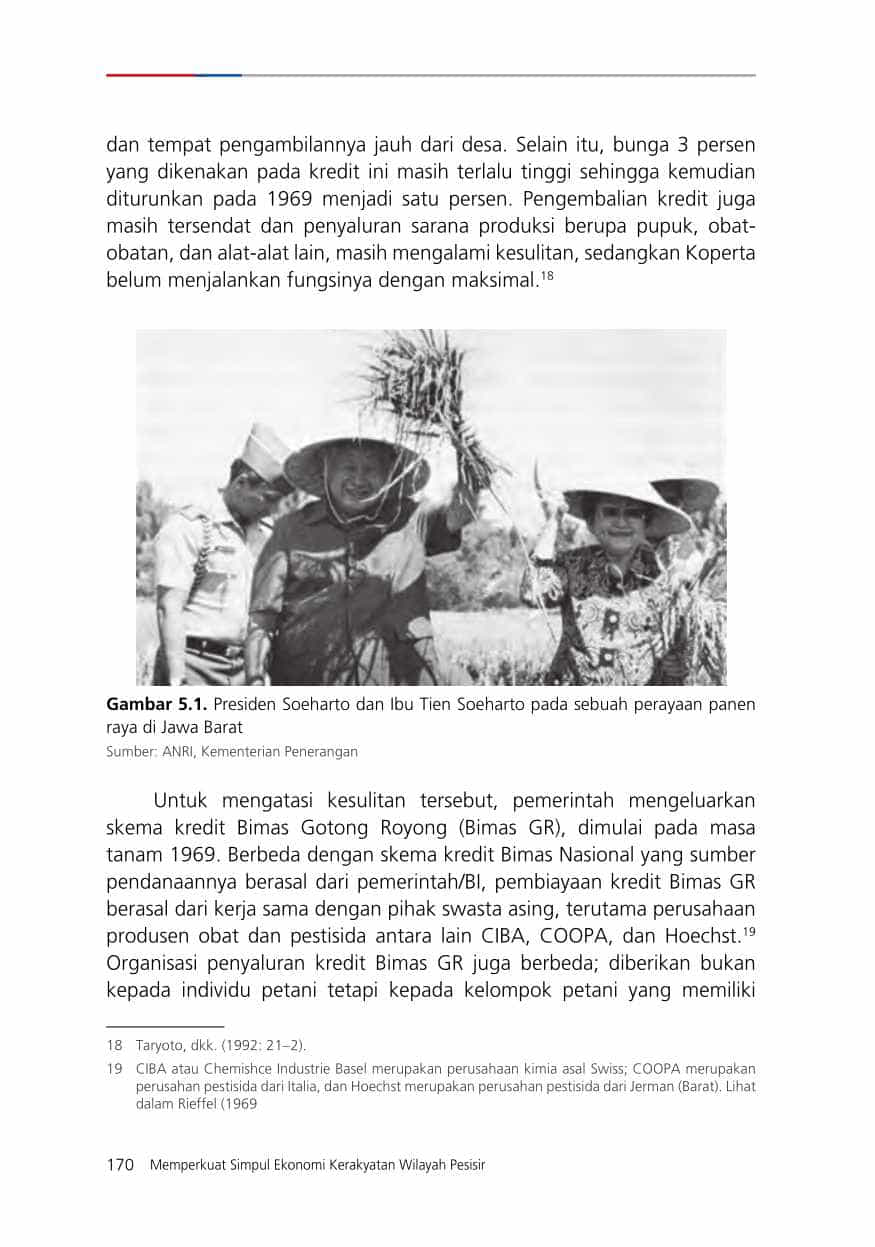 dan tempat pengambilannya jauh dari desa. Selain itu, bunga 3 persen
yang dikenakan pada kredit ini masih terlalu tinggi sehingga kemudian
diturunkan pada 1969 menjadi satu persen. Pengembalian kredit juga
masih tersendat dan penyaluran sarana produksi berupa pupuk, obat-
obatan, dan alat-alat lain, masih mengalami kesulitan, sedangkan Koperta
belum menjalankan fungsinya dengan maksimal.18
Gambar 5.1. Presiden Soeharto dan Ibu Tien Soeharto pada sebuah perayaan panen
raya di Jawa Barat
Sumber: ANRI, Kementerian Penerangan
Untuk mengatasi kesulitan tersebut, pemerintah mengeluarkan
skema kredit Bimas Gotong Royong (Bimas GR), dimulai pada masa
tanam 1969. Berbeda dengan skema kredit Bimas Nasional yang sumber
pendanaannya berasal dari pemerintah/BI, pembiayaan kredit Bimas GR
berasal dari kerja sama dengan pihak swasta asing, terutama perusahaan
produsen obat dan pestisida antara lain CIBA, COOPA, dan Hoechst.19
Organisasi penyaluran kredit Bimas GR juga berbeda; diberikan bukan
kepada individu petani tetapi kepada kelompok petani yang memiliki
18 Taryoto, dkk. (1992: 21–2).
19 CIBA atau Chemishce Industrie Basel merupakan perusahaan kimia asal Swiss; COOPA merupakan
perusahan pestisida dari Italia, dan Hoechst merupakan perusahan pestisida dari Jerman (Barat). Lihat
dalam Rieffel (1969
170 Memperkuat Simpul Ekonomi Kerakyatan Wilayah Pesisir